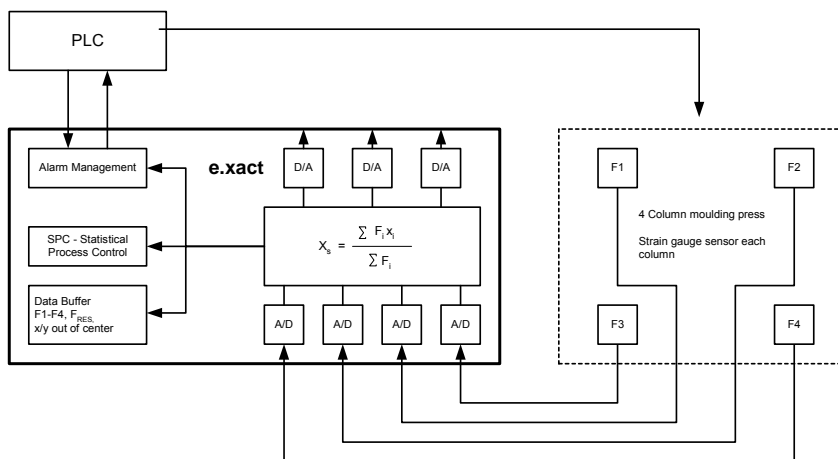 PLC
e.xact
Alarm Management
D/A
D/A
D/A
SPC - Statistical
Process Control
X_s = ∑ F_i x_i / ∑ F_i
Data Buffer
F1-F4, F_RES,
x/y out of center
A/D
A/D
A/D
A/D
F1
F2
4 Column moulding press
Strain gauge sensor each
column
F3
F4